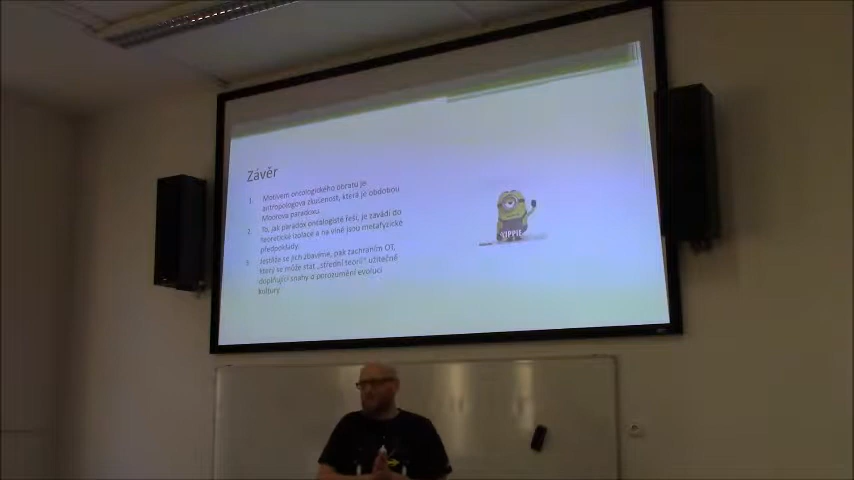 Závěr
1. Motivem ontologického obratu je
antropologova zkušenost, která je obdobou
Moorova paradoxu.
2. To, jak paradox ontologisté řeší, je zavádí do
teoretické izolace a na vině jsou metafyzické
předpoklady.
3. Jestliže se jich zbavíme, pak zachraním OT,
který se může stát „střední teorií" užitečně
doplňující snahy o porozumění evoluci
kultury
YIPPIE